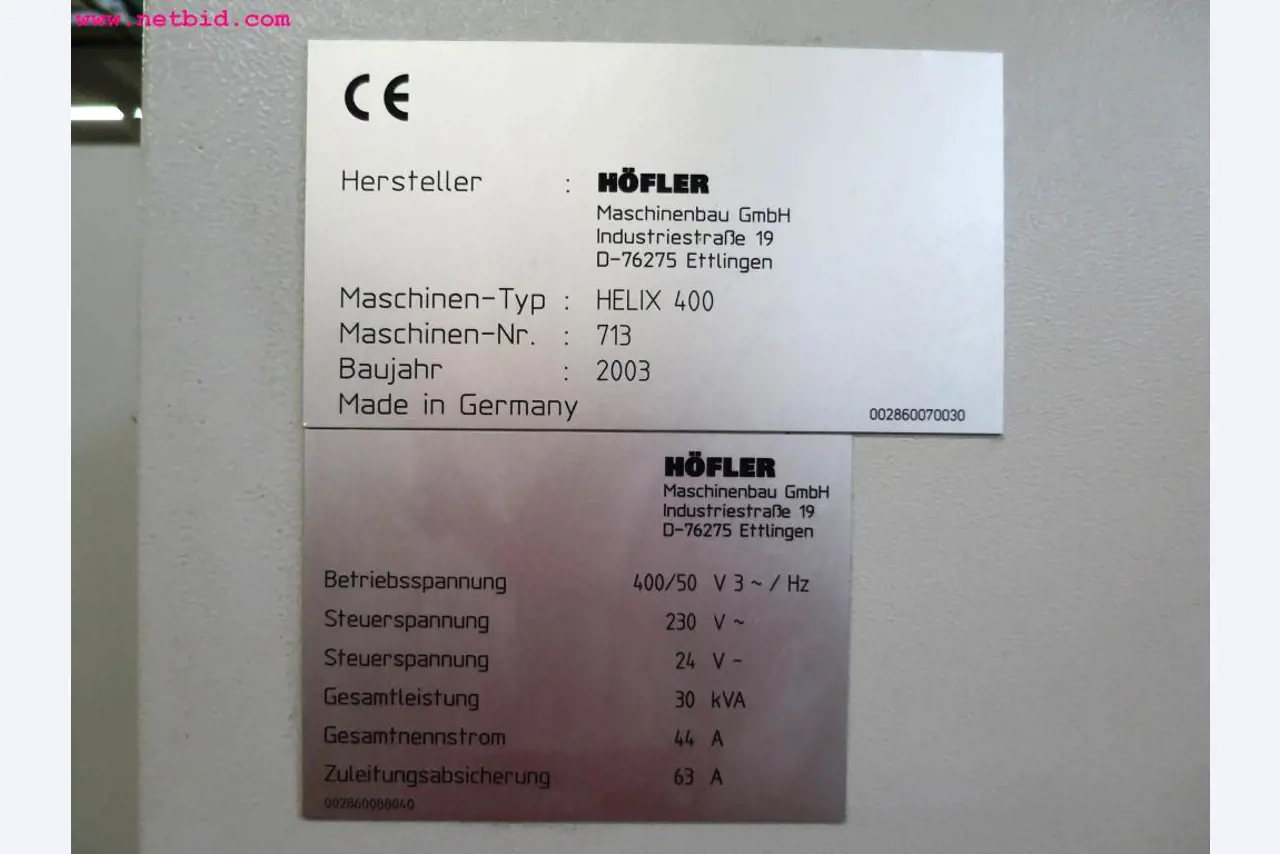 www.netbid.com
CE
Hersteller : HÖFLER
Maschinenbau GmbH
Industriestraße 19
D-76275 Ettlingen
Maschinen-Typ : HELIX 400
Maschinen-Nr. : 713
Baujahr : 2003
Made in Germany
002860070030
HÖFLER
Maschinenbau GmbH
Industriestraße 19
D-76275 Ettlingen
Betriebsspannung 400/50 V 3 ~ / Hz
Steuerspannung 230 V ~
Steuerspannung 24 V -
Gesamtleistung 30 kVA
Gesamtnennstrom 44 A
Zuleitungsabsicherung 63 A
002860088040